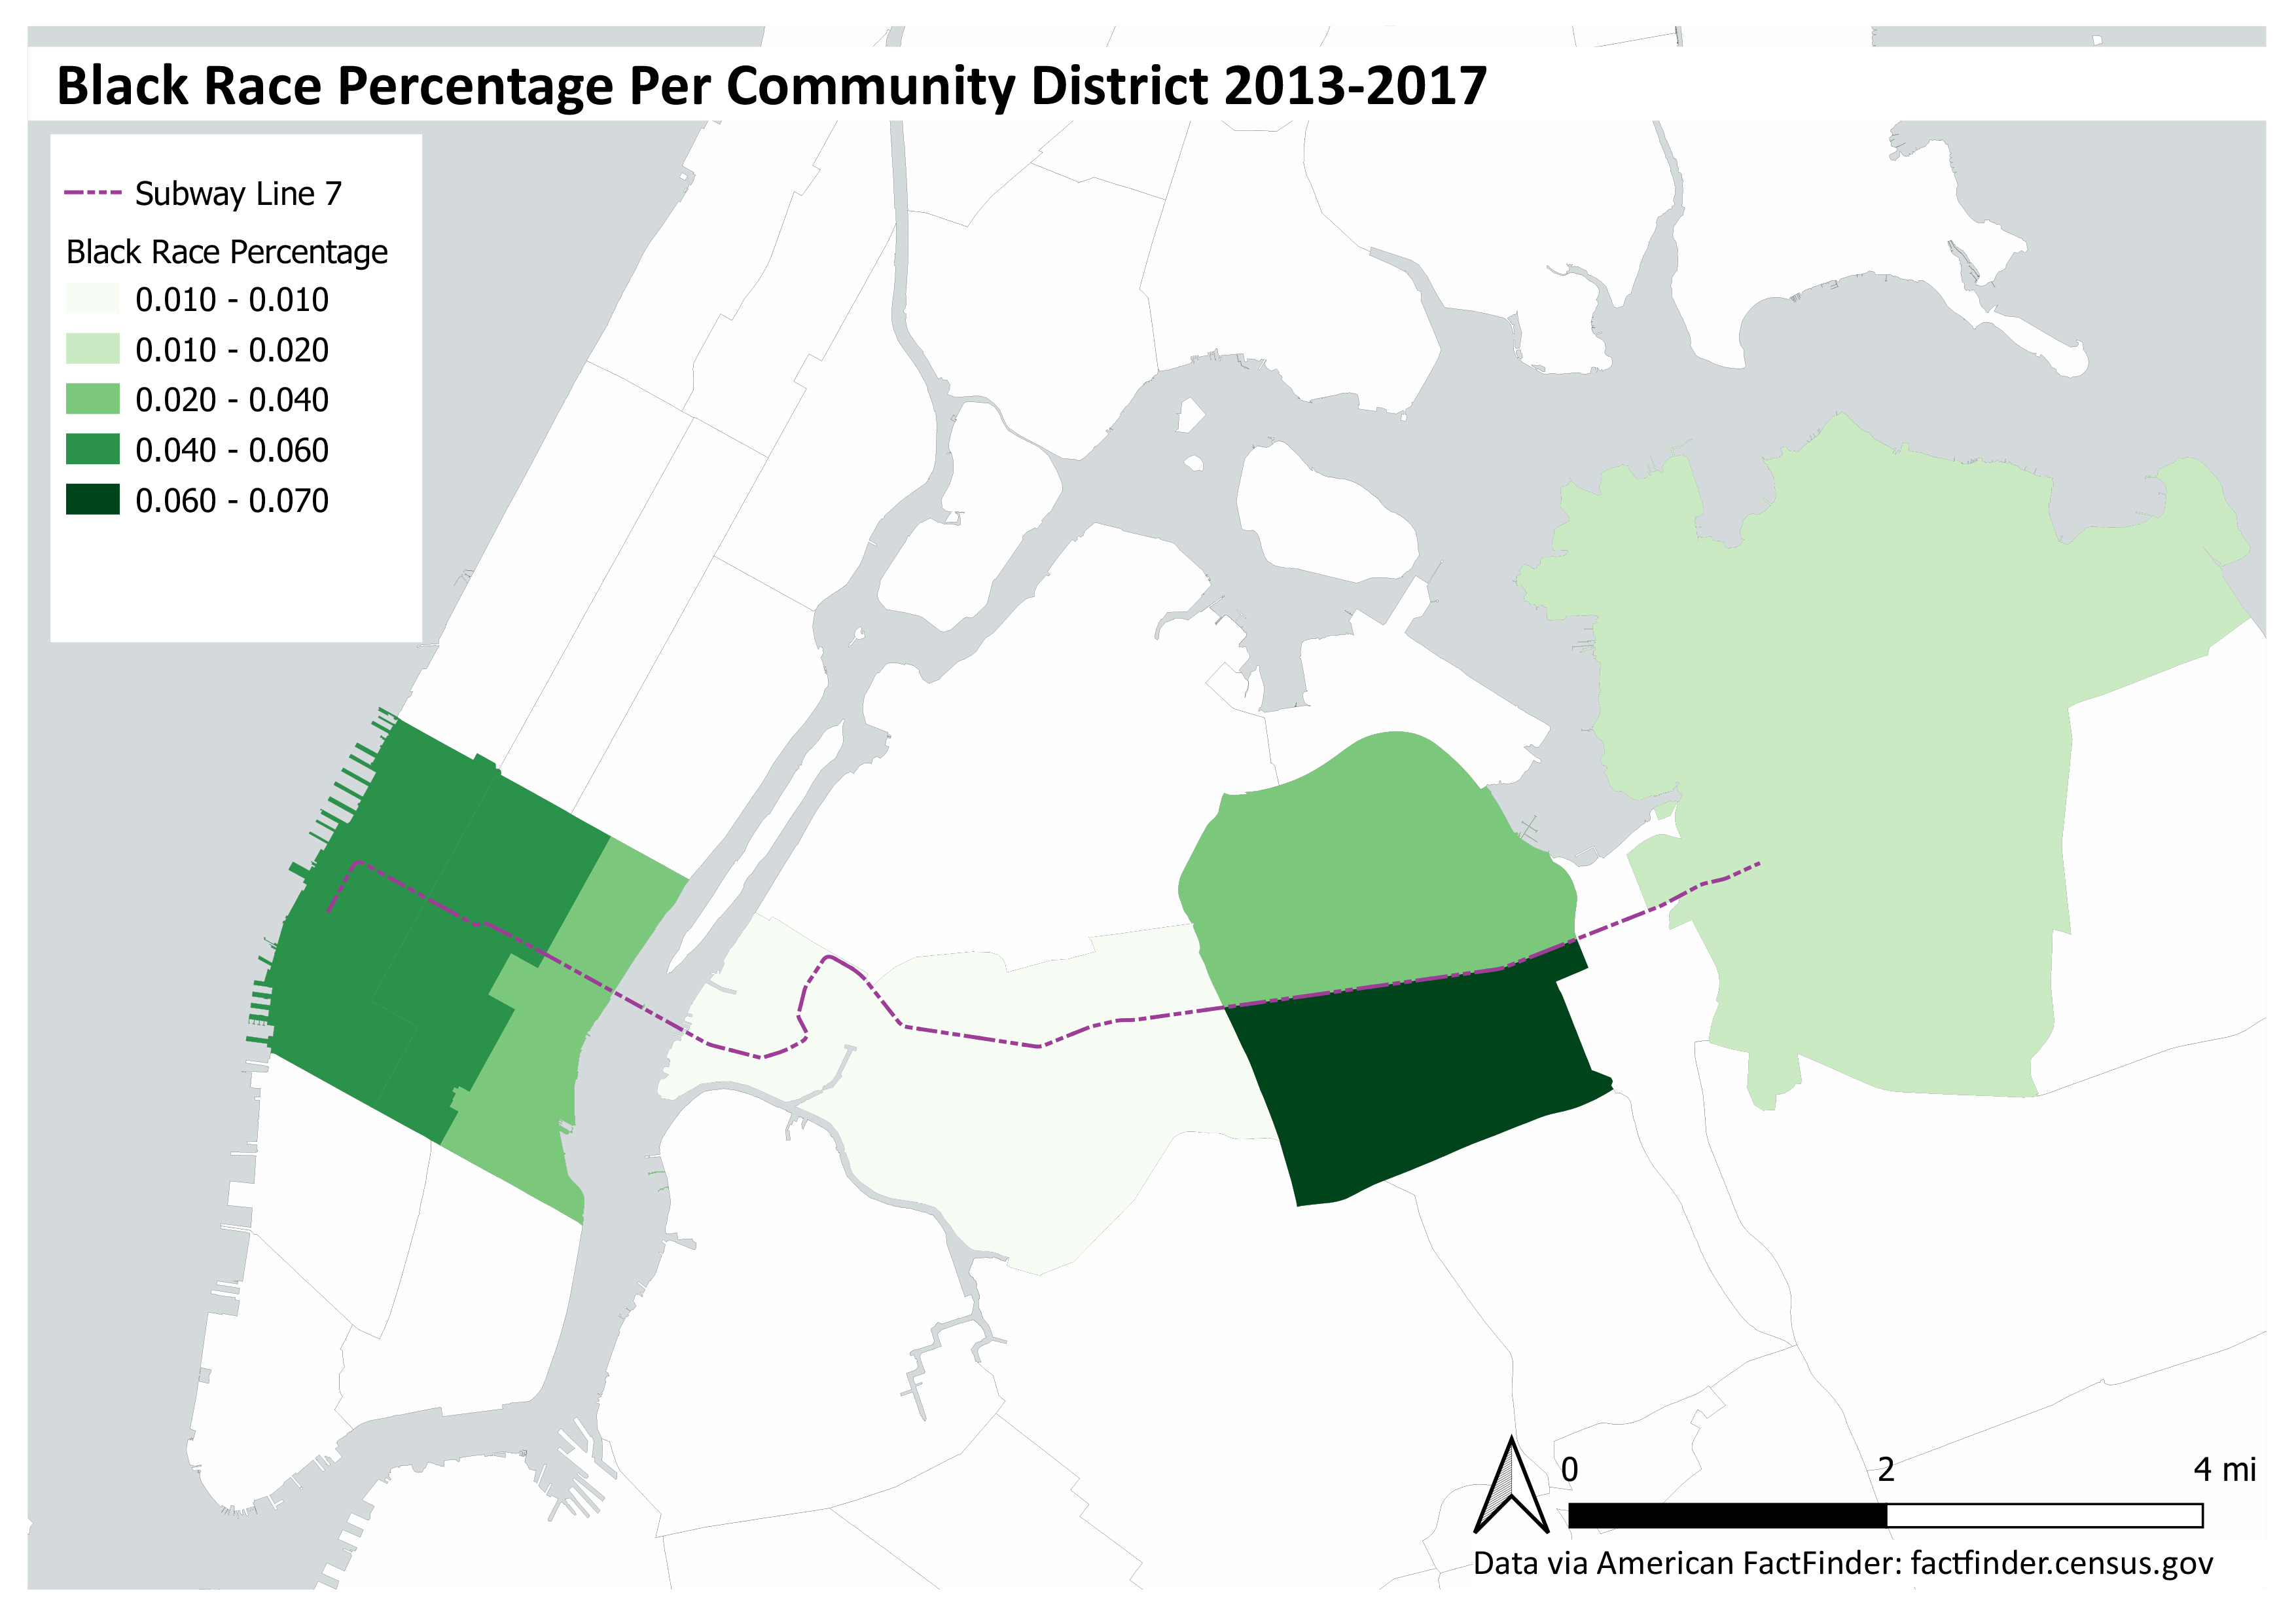 Black Race Percentage Per Community District 2013-2017
Subway Line 7
Black Race Percentage
0.010 - 0.010
0.010 - 0.020
0.020 - 0.040
0.040 - 0.060
0.060 - 0.070
0 2 4 mi
Data via American FactFinder: factfinder.census.gov